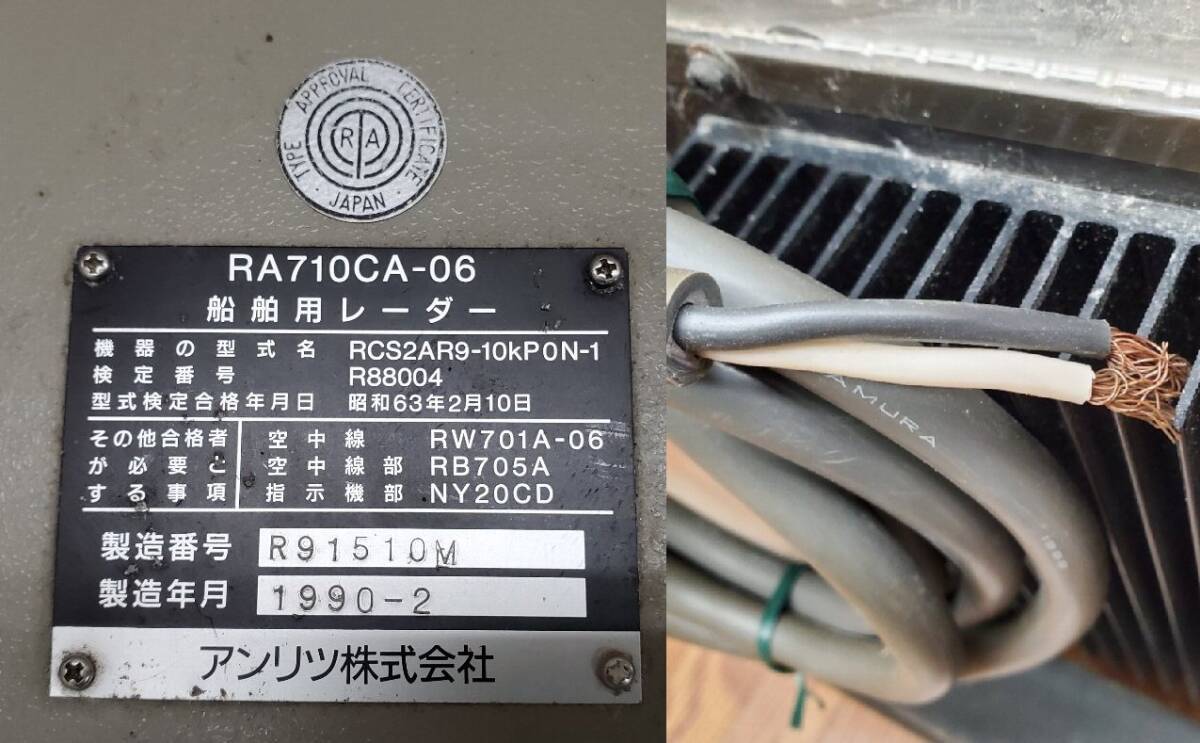 TYPE APPROVAL CERTIFICATE · JAPAN ·
RA
RA710CA-06
船舶用レーダー
機器の型式名 RCS2AR9-10kP0N-1
検定番号 R88004
型式検定合格年月日 昭和63年2月10日
その他合格者 空中線 RW701A-06
が必要と 空中線部 RB705A
する事項 指示機部 NY20CD
製造番号 R91510M
製造年月 1990-2
アンリツ株式会社
AMURA